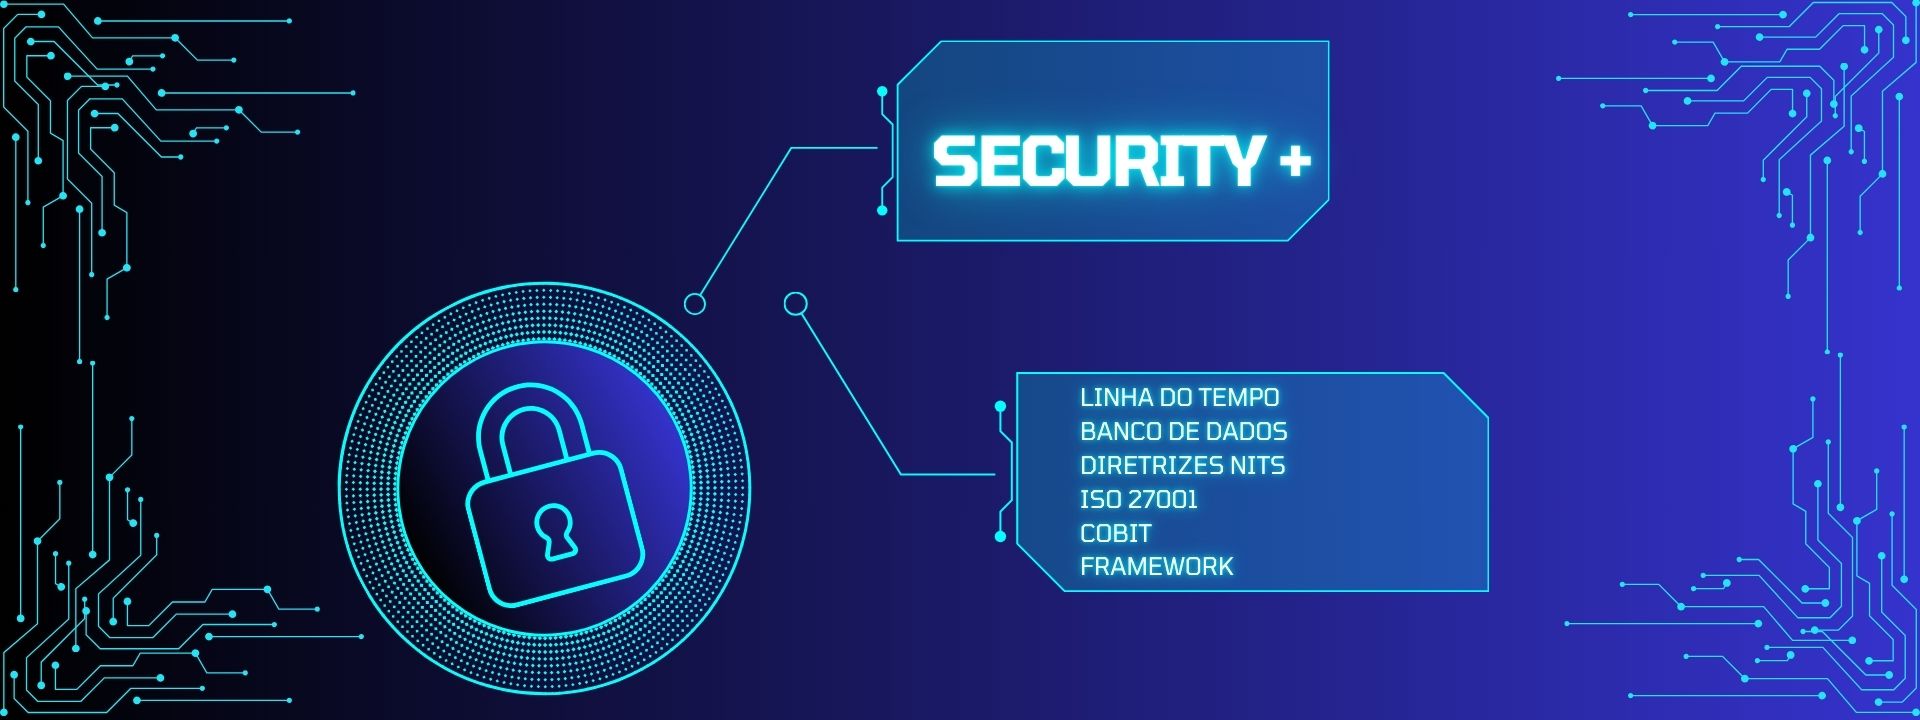 SECURITY +
LINHA DO TEMPO
BANCO DE DADOS
DIRETRIZES NITS
ISO 27001
COBIT
FRAMEWORK